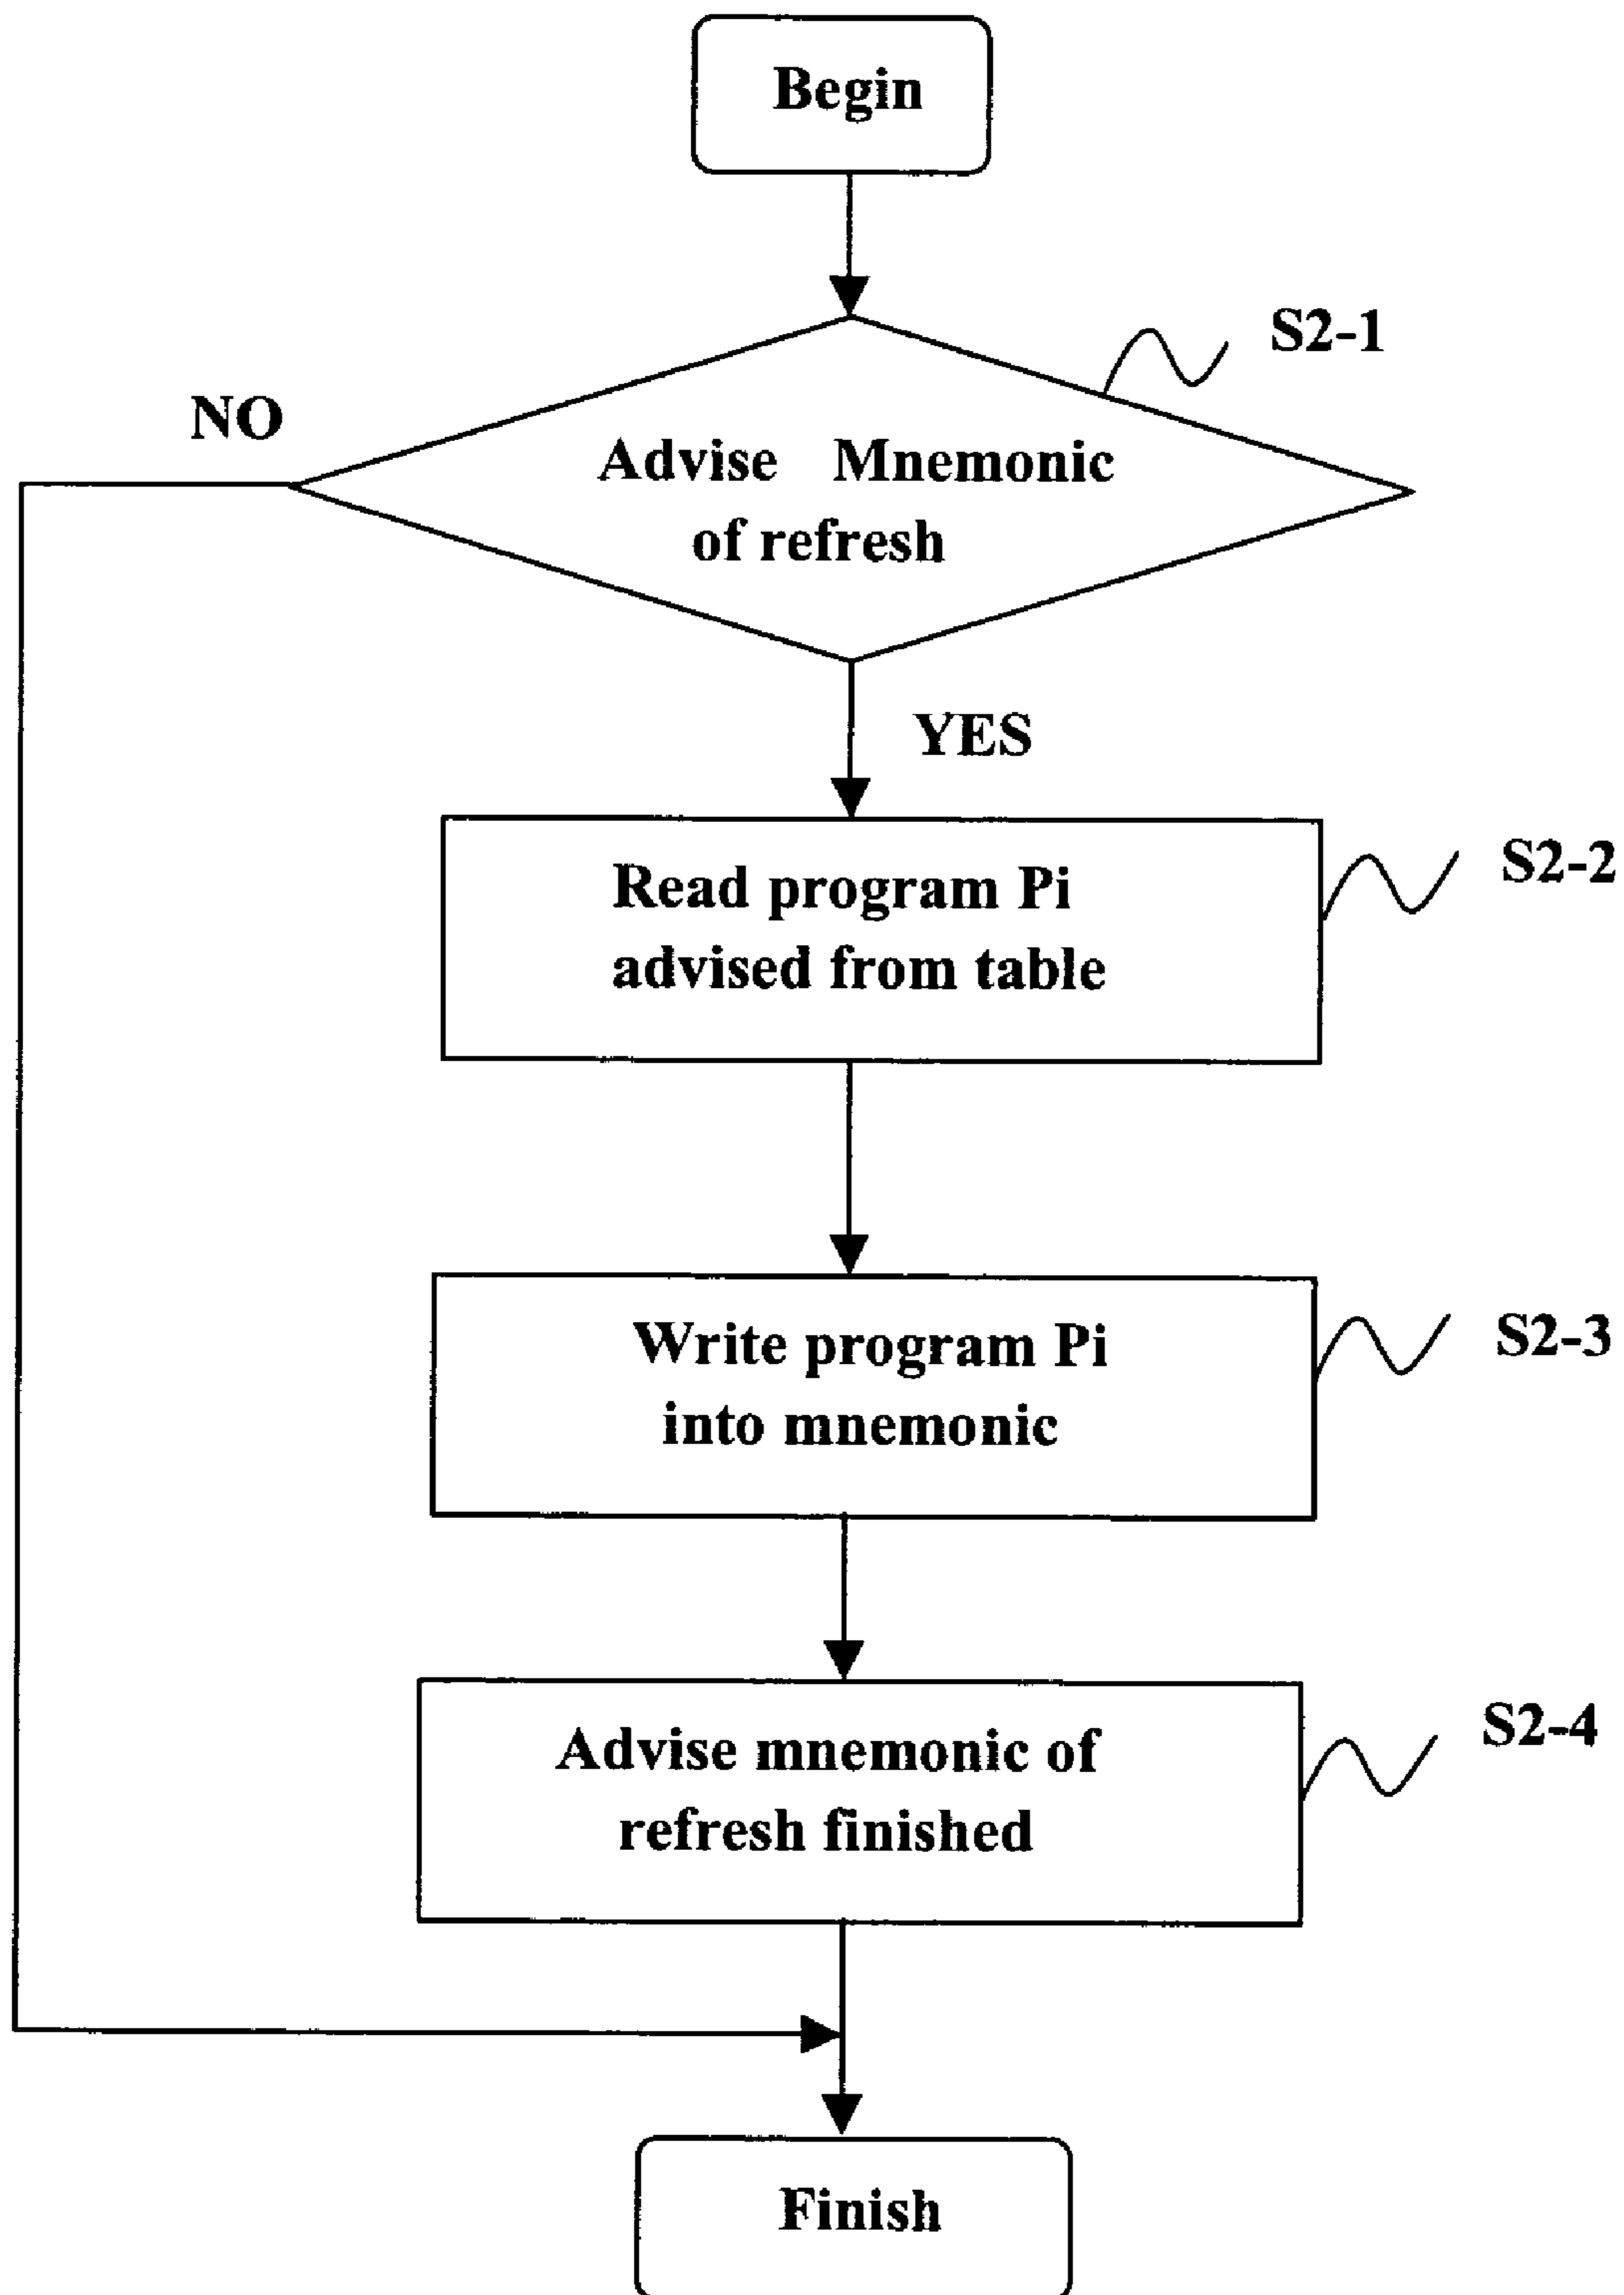 Begin
S2-1
NO
Advise Mnemonic
of refresh
YES
S2-2
Read program Pi
advised from table
S2-3
Write program Pi
into mnemonic
S2-4
Advise mnemonic of
refresh finished
Finish